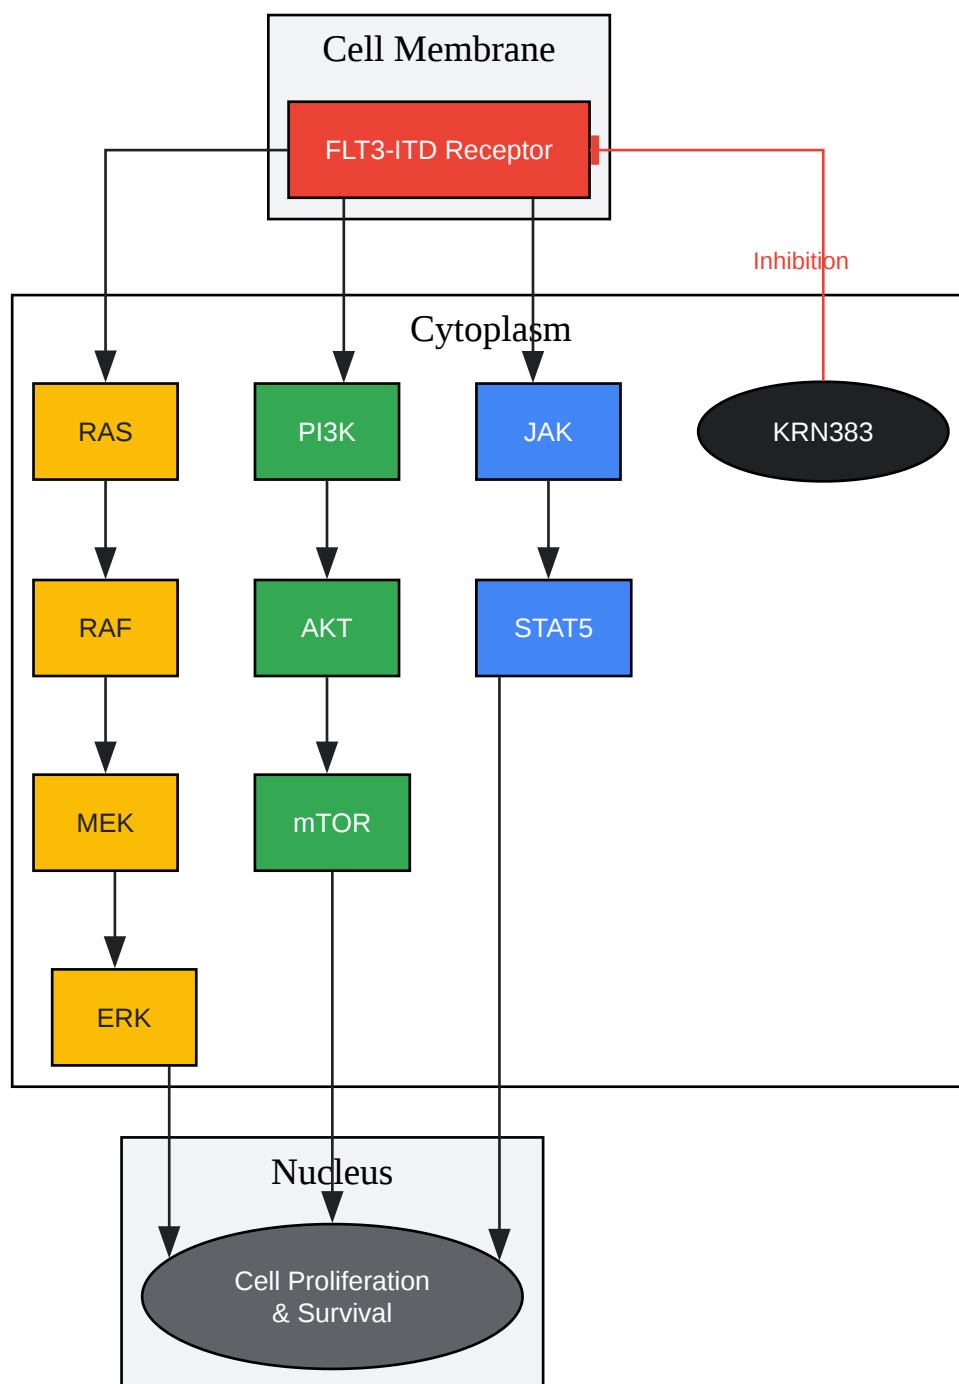 Cell Membrane
FLT3-ITD Receptor
Inhibition
Cytoplasm
RAS
PI3K
JAK
KRN383
RAF
AKT
STAT5
MEK
mTOR
ERK
Nucleus
Cell Proliferation
& Survival